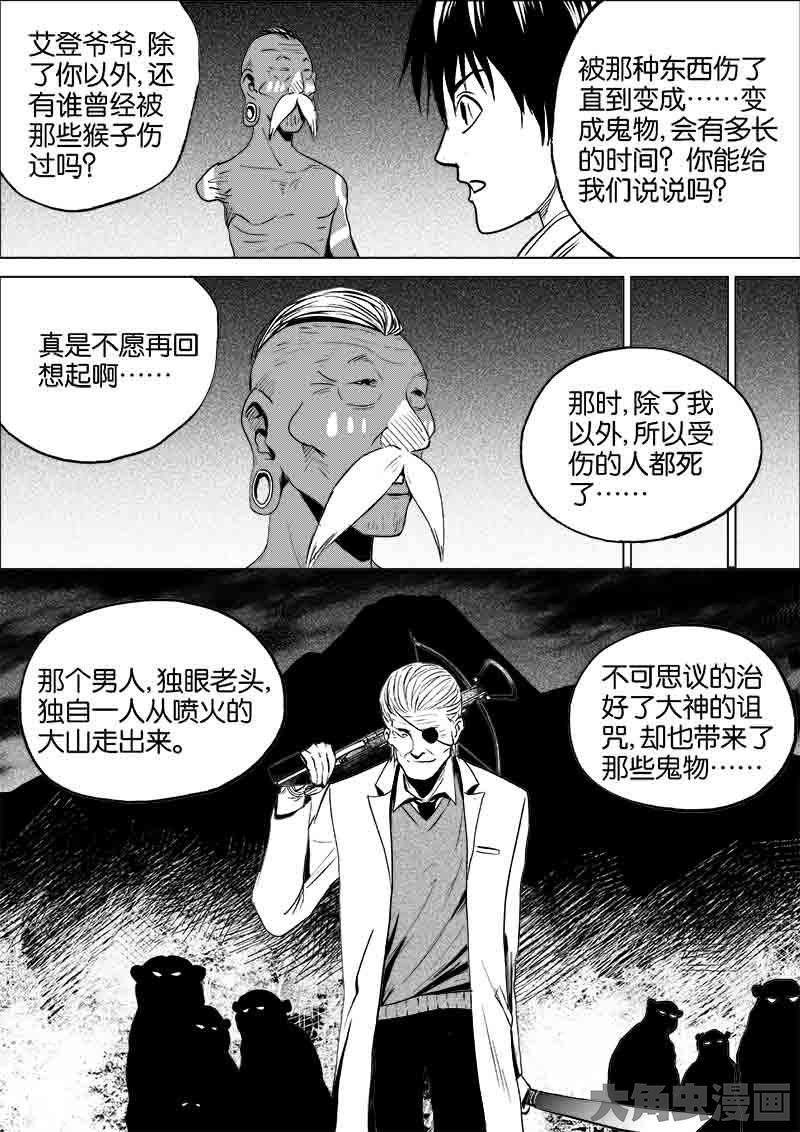 艾登爷爷,除
了你以外,还
有谁曾经被
那些猴子伤
过吗?
被那种东西伤了
直到变成……变
成鬼物,会有多长
的时间?你能给
我们说说吗?
真是不愿再回
想起啊……
那时,除了我
以外,所以受
伤的人都死
了……
那个男人,独眼老头,
独自一人从喷火的
大山走出来。
不可思议的治
好了大神的诅
咒,却也带来了
那些鬼物……
大角虫漫画